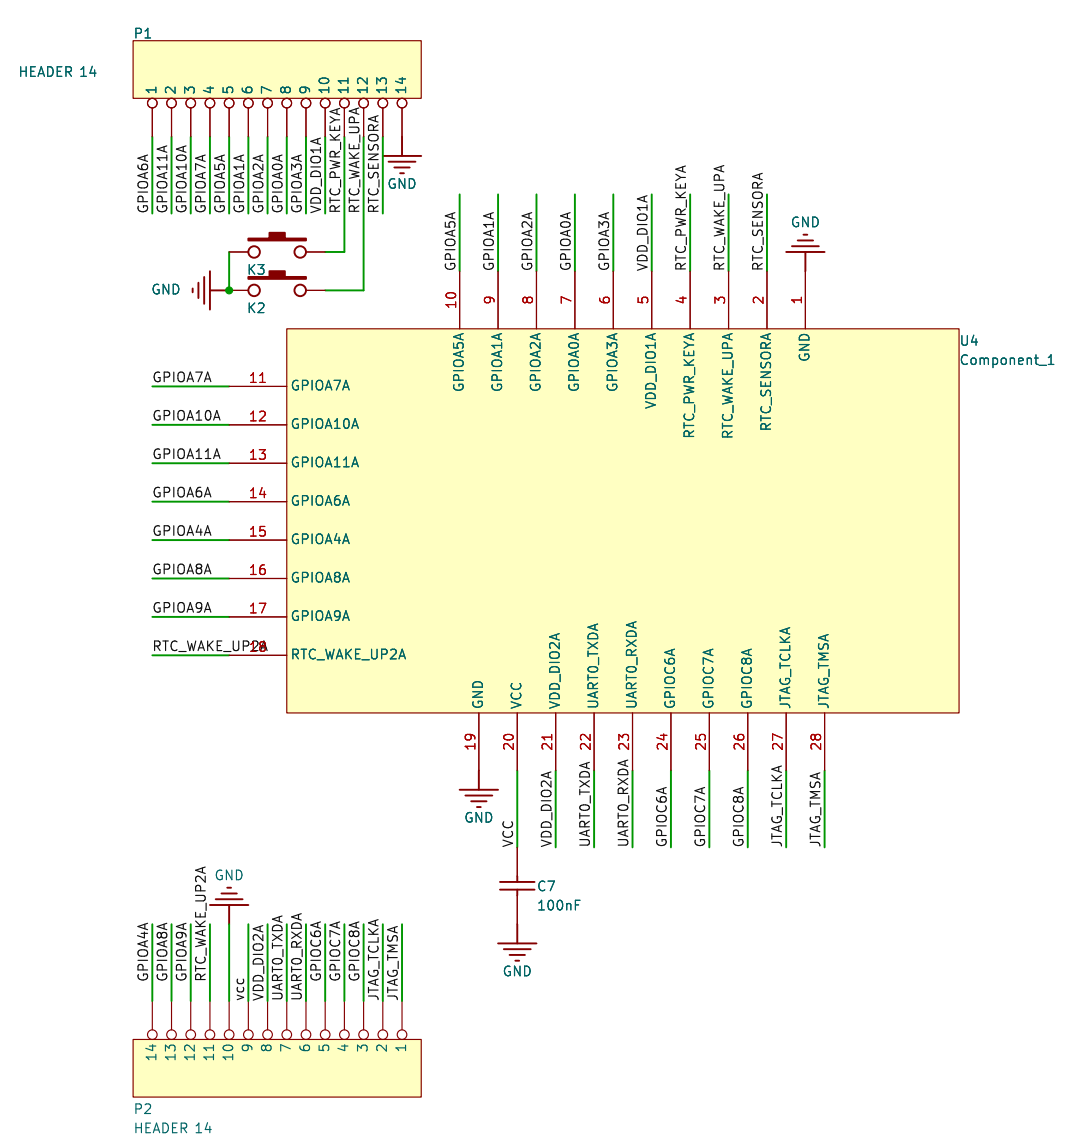 P1
HEADER 14
1 2 3 4 5 6 7 8 9 10 11 12 13 14
GPIOA6A
GPIOA11A
GPIOA10A
GPIOA7A
GPIOA5A
GPIOA1A
GPIOA2A
GPIOA0A
GPIOA3A
VDD_DIO1A
RTC_PWR_KEYA
RTC_WAKE_UPA
RTC_SENSORA
GND
K3
GND
K2
GPIOA5A
GPIOA1A
GPIOA2A
GPIOA0A
GPIOA3A
VDD_DIO1A
RTC_PWR_KEYA
RTC_WAKE_UPA
RTC_SENSORA
GND
10 9 8 7 6 5 4 3 2 1
GPIOA5A
GPIOA1A
GPIOA2A
GPIOA0A
GPIOA3A
VDD_DIO1A
RTC_PWR_KEYA
RTC_WAKE_UPA
RTC_SENSORA
GND
U4
Component_1
GPIOA7A 11 GPIOA7A
GPIOA10A 12 GPIOA10A
GPIOA11A 13 GPIOA11A
GPIOA6A 14 GPIOA6A
GPIOA4A 15 GPIOA4A
GPIOA8A 16 GPIOA8A
GPIOA9A 17 GPIOA9A
RTC_WAKE_UP2A 18 RTC_WAKE_UP2A
GND
VCC
VDD_DIO2A
UART0_TXDA
UART0_RXDA
GPIOC6A
GPIOC7A
GPIOC8A
JTAG_TCLKA
JTAG_TMSA
19 20 21 22 23 24 25 26 27 28
GND
VCC
VDD_DIO2A
UART0_TXDA
UART0_RXDA
GPIOC6A
GPIOC7A
GPIOC8A
JTAG_TCLKA
JTAG_TMSA
C7
100nF
GND
GND
GPIOA4A
GPIOA8A
GPIOA9A
RTC_WAKE_UP2A
vcc
VDD_DIO2A
UART0_TXDA
UART0_RXDA
GPIOC6A
GPIOC7A
GPIOC8A
JTAG_TCLKA
JTAG_TMSA
14 13 12 11 10 9 8 7 6 5 4 3 2 1
P2
HEADER 14